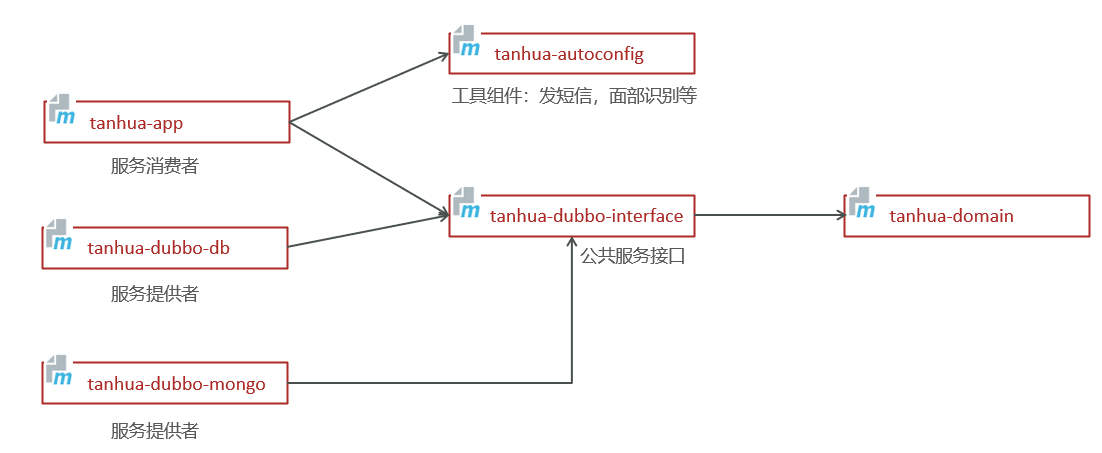 m tanhua-autoconfig
工具组件：发短信，面部识别等
m tanhua-app
服务消费者
m tanhua-dubbo-interface
公共服务接口
m tanhua-domain
m tanhua-dubbo-db
服务提供者
m tanhua-dubbo-mongo
服务提供者